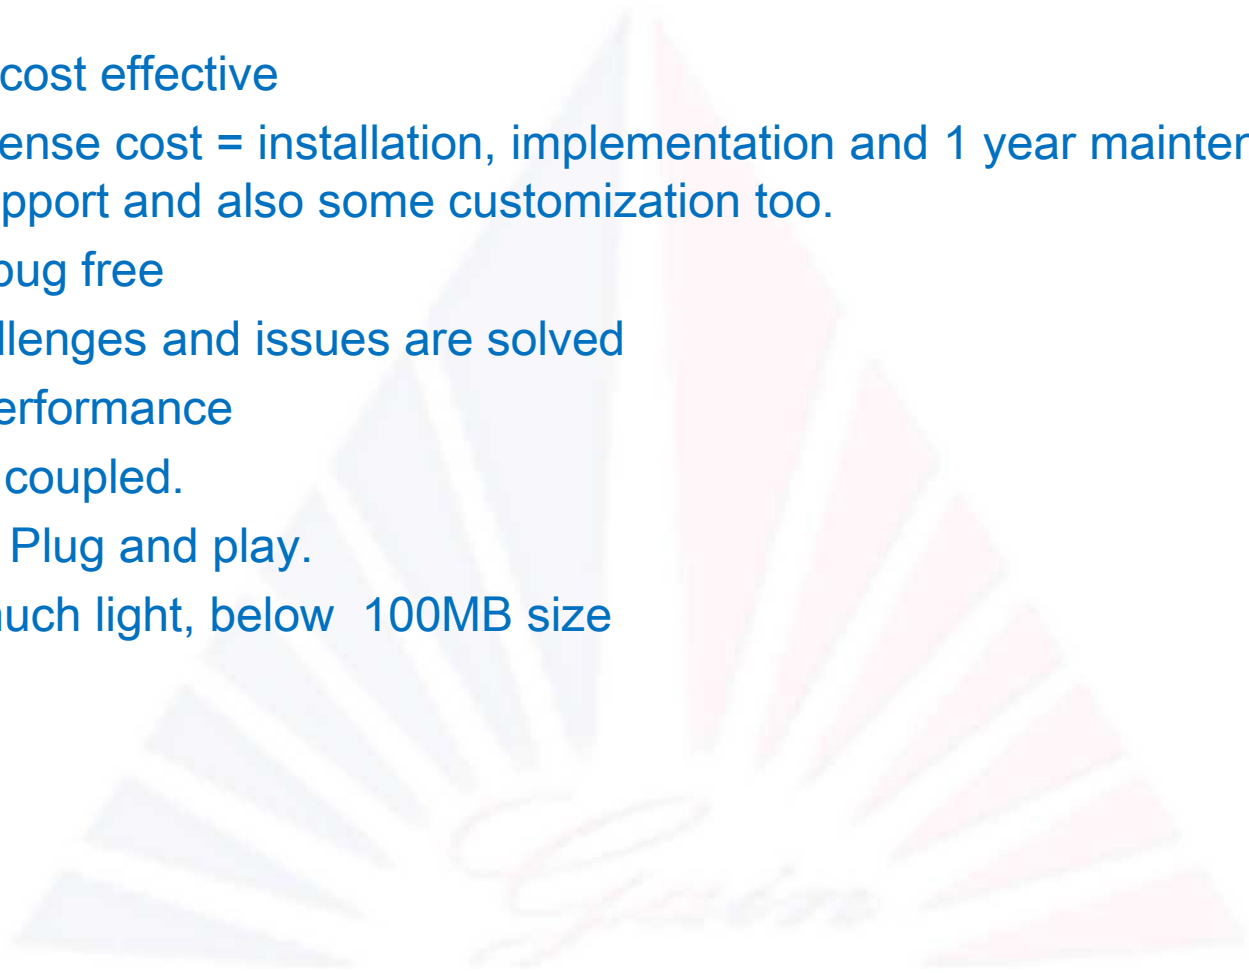 cost effective
ense cost = installation, implementation and 1 year mainten
pport and also some customization too.
bug free
llenges and issues are solved
erformance
coupled.
Plug and play.
uch light, below 100MB size